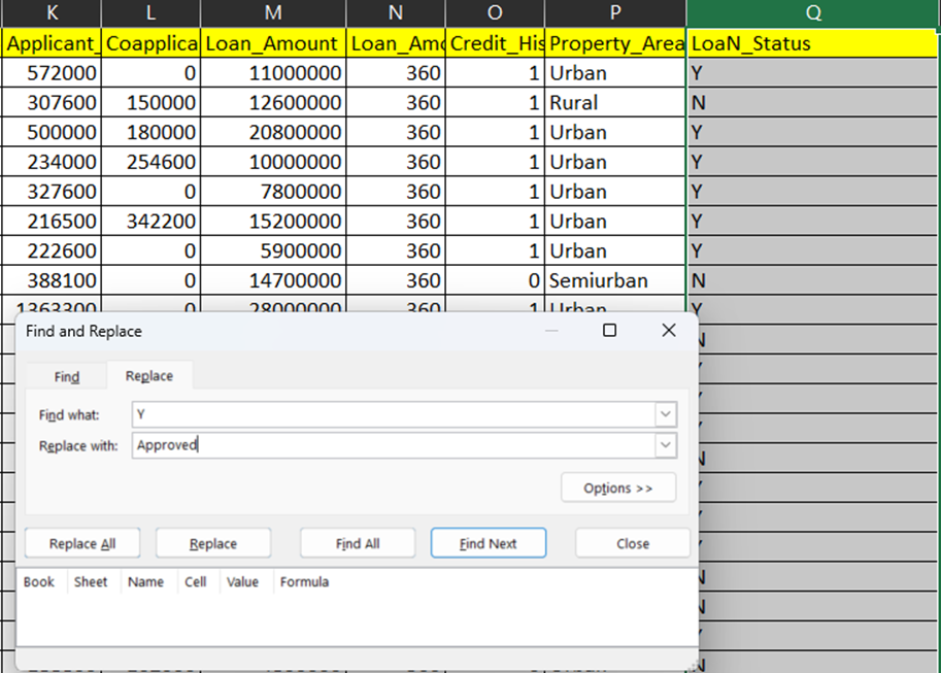 K L M N O P Q
Applicant_ Coapplica Loan_Amount Loan_Amo Credit_His Property_Area LoaN_Status
572000 0 11000000 360 1 Urban Y
307600 150000 12600000 360 1 Rural N
500000 180000 20800000 360 1 Urban Y
234000 254600 10000000 360 1 Urban Y
327600 0 7800000 360 1 Urban Y
216500 342200 15200000 360 1 Urban Y
222600 0 5900000 360 1 Urban Y
388100 0 14700000 360 0 Semiurban N
1363300 0 28000000 360 1 Urban Y
Find and Replace
N
Find Replace
Y
Y
Find what: Y
Y
Replace with: Approved
N
Options >>
Y
Y
Replace All Replace Find All Find Next Close
Y
Book Sheet Name Cell Value Formula
N
N
Y
N